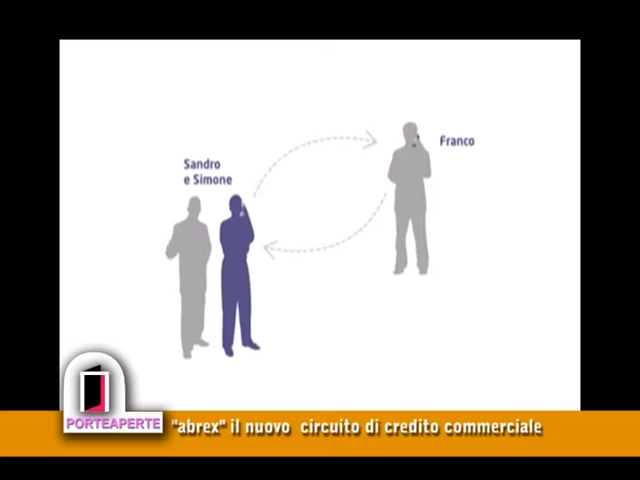 Sandro
e Simone
Franco
PORTEAPERTE
"abrex" il nuovo circuito di credito commerciale